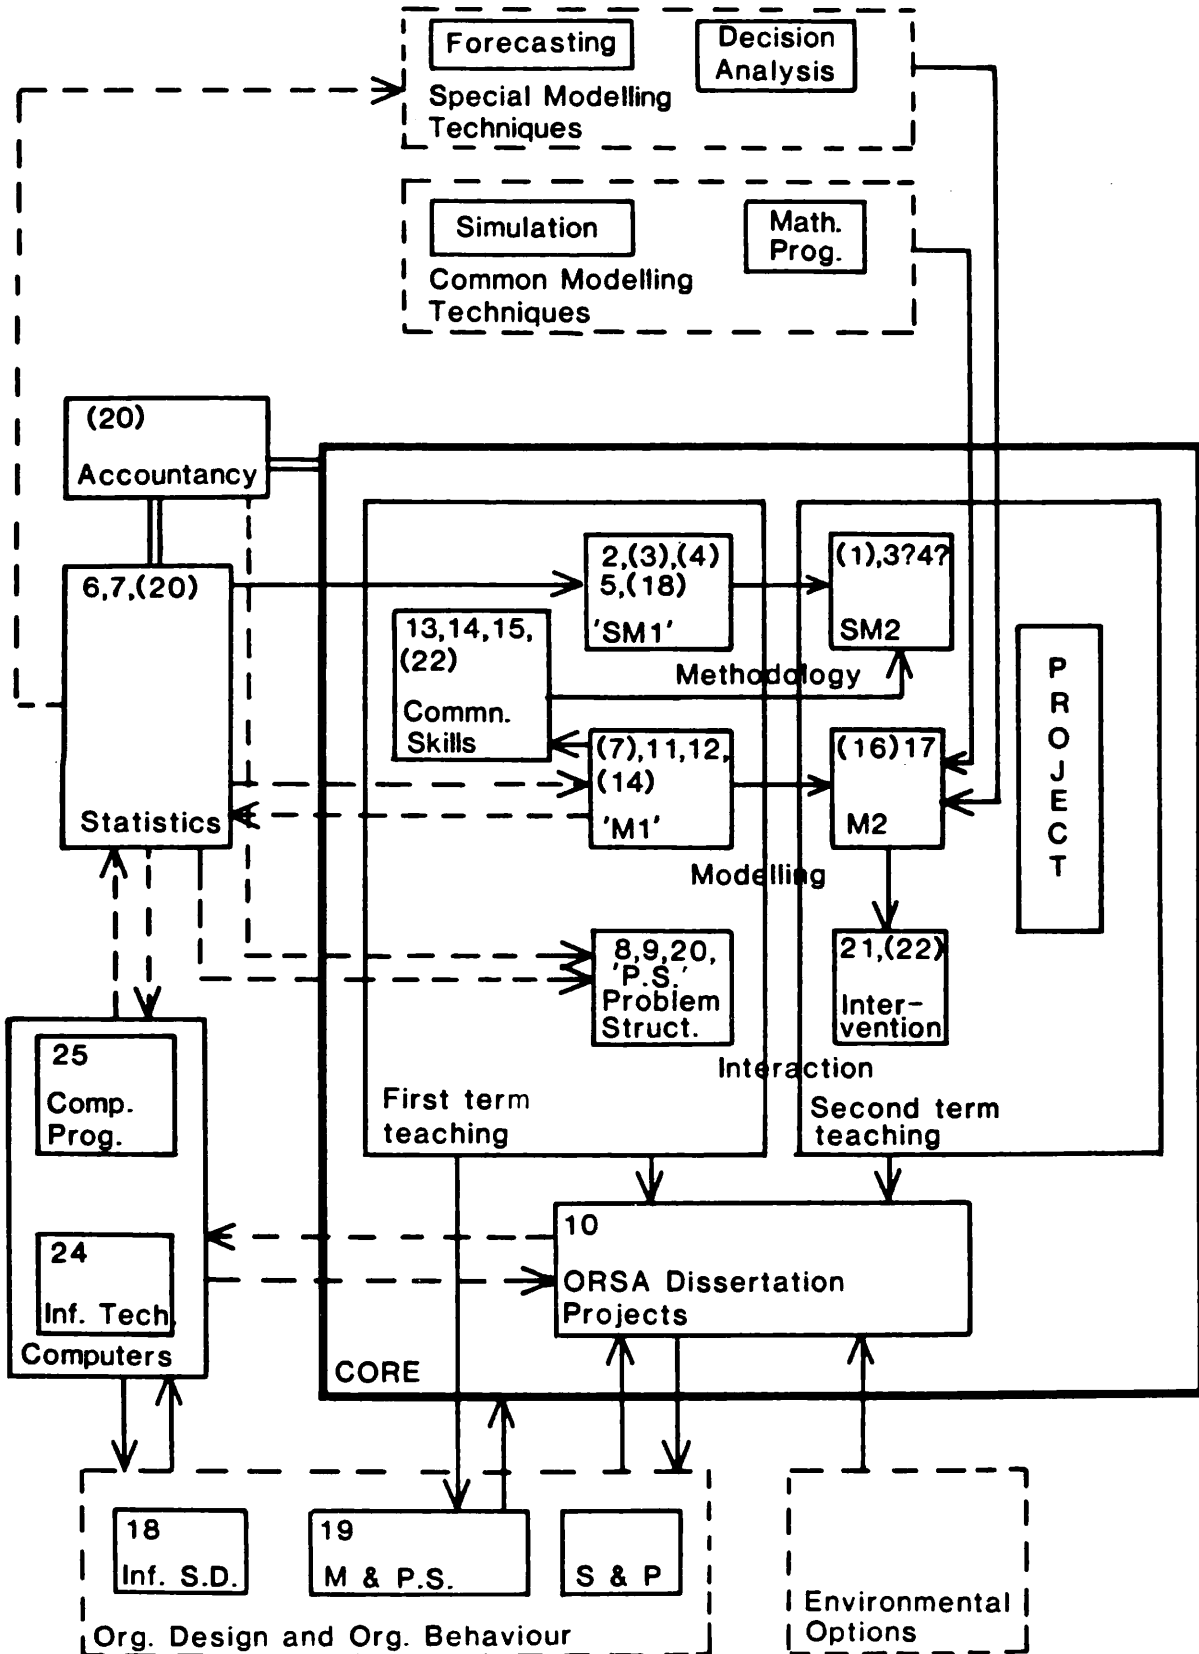 Forecasting
Decision
Analysis
Special Modelling
Techniques
Simulation
Math.
Prog.
Common Modelling
Techniques
(20)
Accountancy
6,7,(20)
Statistics
2,(3),(4)
5,(18)
'SM1'
(1),3?4?
SM2
13,14,15,
(22)
Commn.
Skills
Methodology
(7),11,12,
(14)
'M1'
(16)17
M2
PROJECT
Modelling
8,9,20,
'P.S.'
Problem
Struct.
21,(22)
Inter-
vention
Interaction
First term
teaching
Second term
teaching
25
Comp.
Prog.
24
Inf. Tech.
Computers
10
ORSA Dissertation
Projects
CORE
18
Inf. S.D.
19
M & P.S.
S & P
Org. Design and Org. Behaviour
Environmental
Options